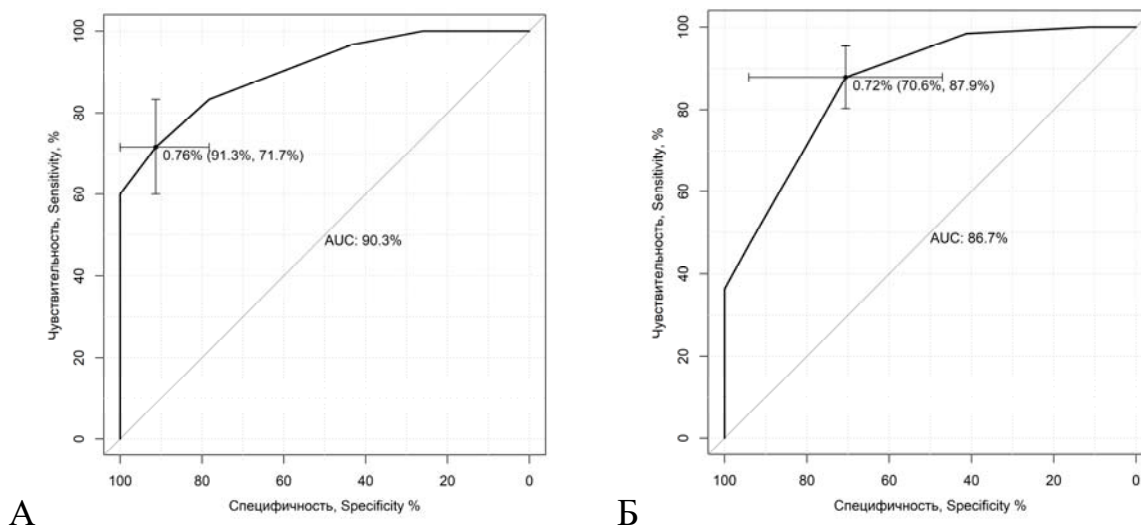 100
80
60
40
20
0
Чувствительность, Sensitivity, %
0.76% (91.3%, 71.7%)
AUC: 90.3%
100 80 60 40 20 0
Специфичность, Specificity %
А
100
80
60
40
20
0
Чувствительность, Sensitivity, %
0.72% (70.6%, 87.9%)
AUC: 86.7%
100 80 60 40 20 0
Специфичность, Specificity %
Б